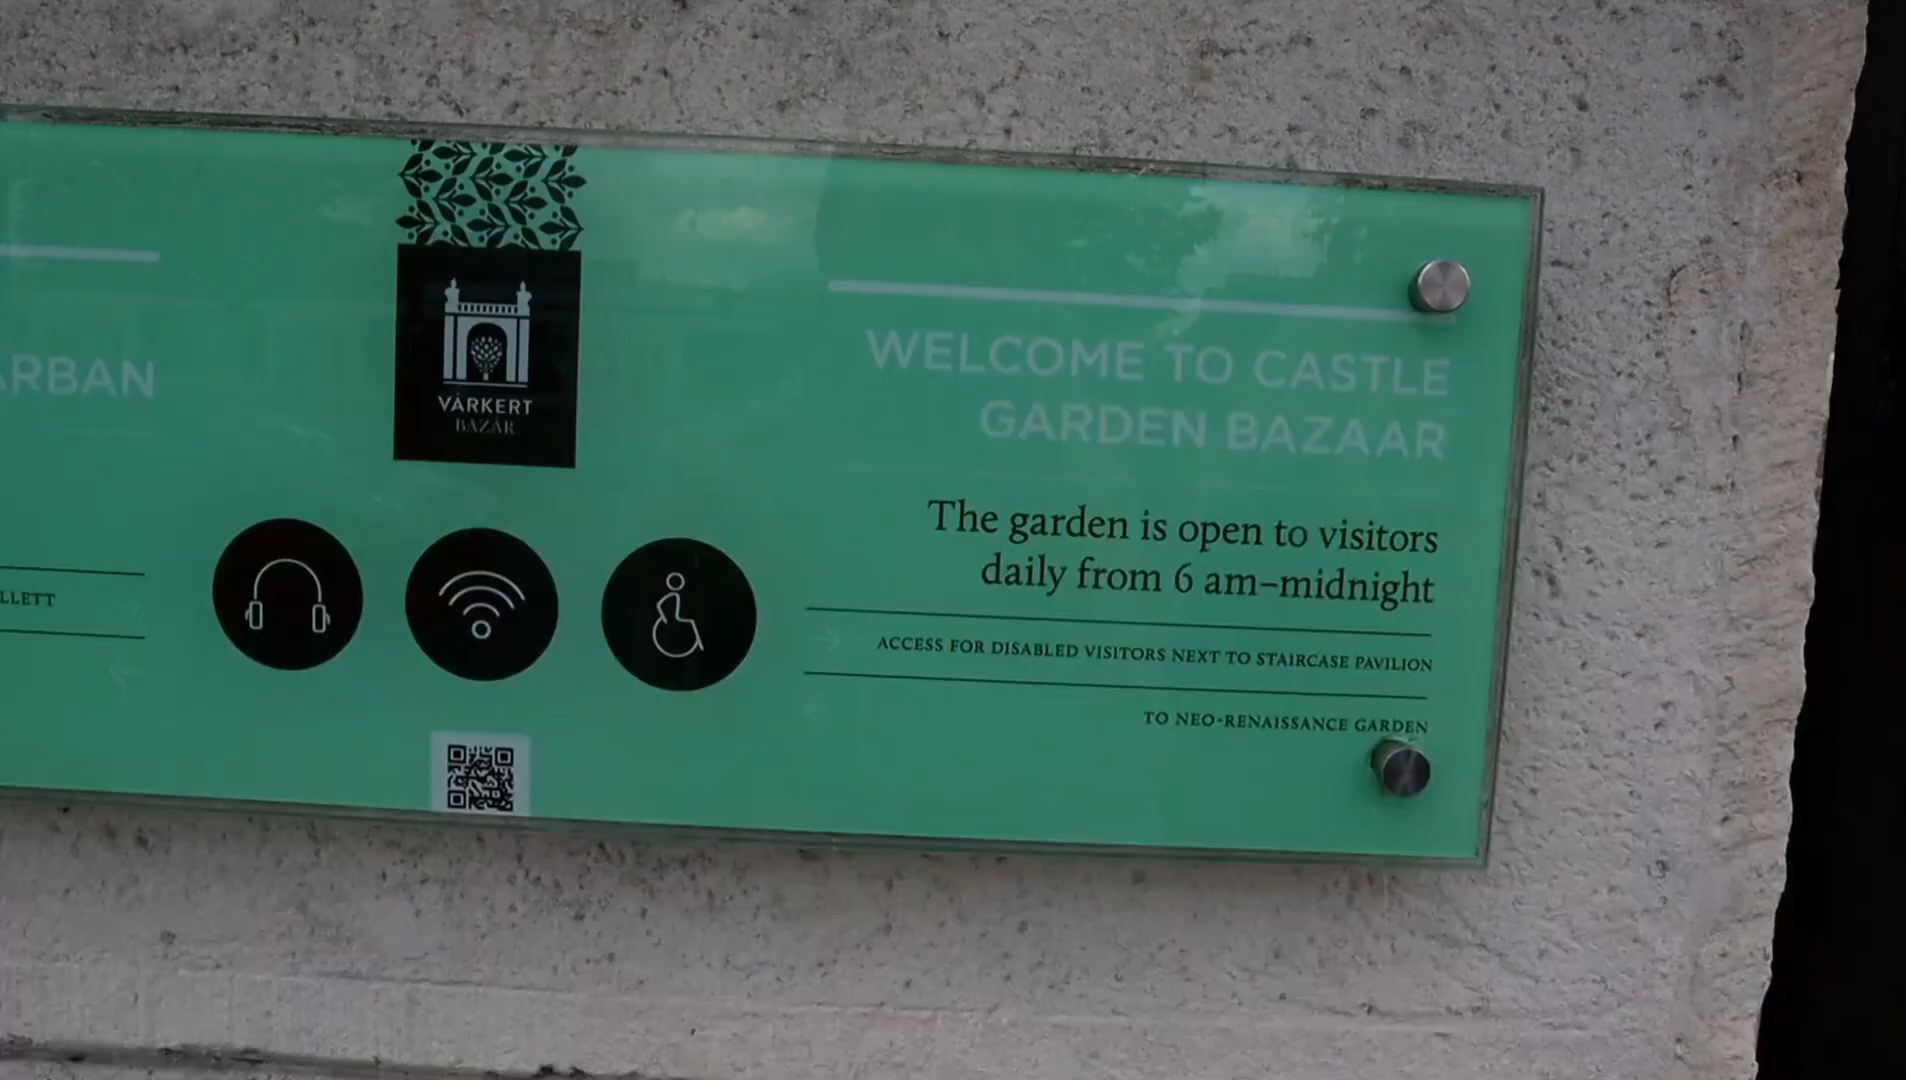 ARBAN
LLETT
VÁRKERT
BAZÁR
WELCOME TO CASTLE
GARDEN BAZAAR
The garden is open to visitors
daily from 6 am–midnight
ACCESS FOR DISABLED VISITORS NEXT TO STAIRCASE PAVILION
TO NEO-RENAISSANCE GARDEN